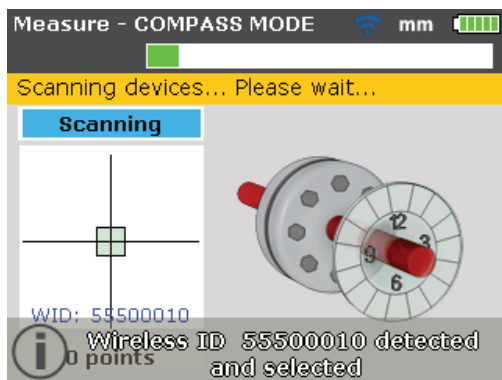 Measure - COMPASS MODE mm
Scanning devices... Please wait...
Scanning
12
3
9
6
WID: 55500010
Wireless ID 55500010 detected
and selected
0 points